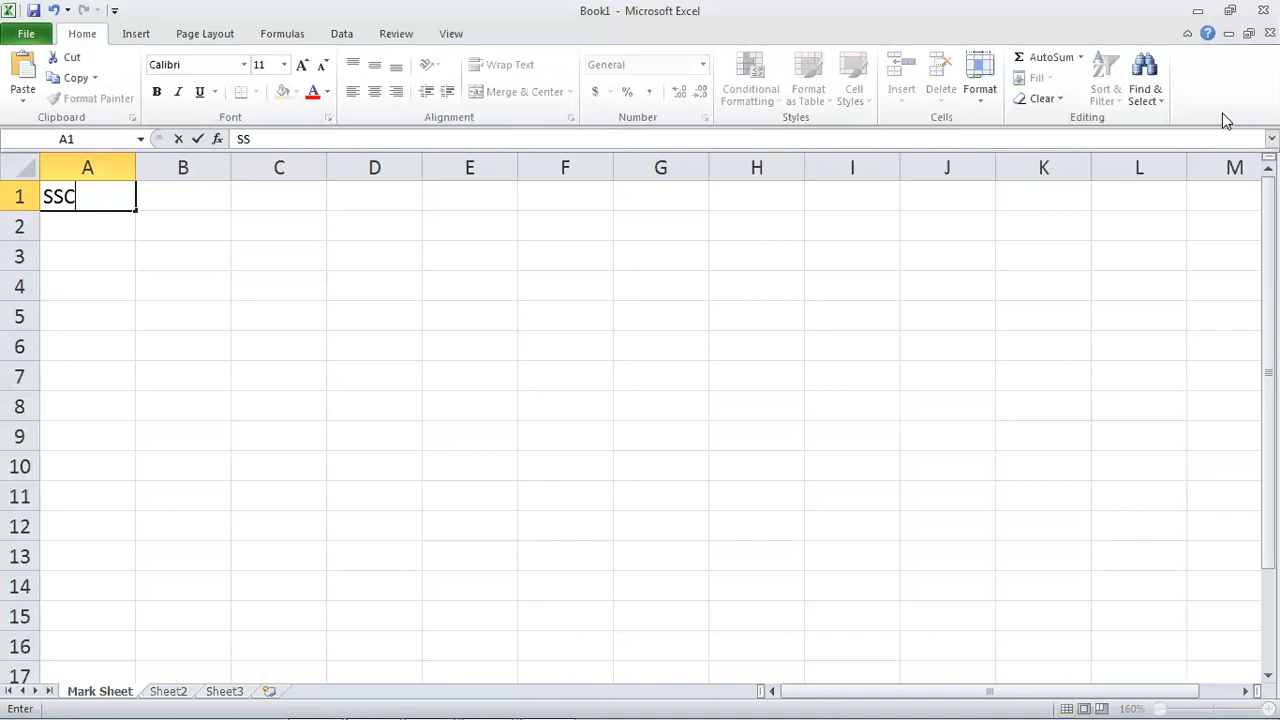 Book1 - Microsoft Excel
File Home Insert Page Layout Formulas Data Review View
Paste
Cut
Copy
Format Painter
Clipboard
Calibri 11 A A
B I U A
Font
Wrap Text
Merge & Center
Alignment
General
$ % ,
Number
Conditional Formatting
Format as Table
Cell Styles
Styles
Insert Delete Format
Cells
Σ AutoSum
Fill
Clear
Sort & Filter
Find & Select
Editing
A1 fx SS
A B C D E F G H I J K L M
1 SSC
2
3
4
5
6
7
8
9
10
11
12
13
14
15
16
17
Mark Sheet Sheet2 Sheet3
Enter 160%